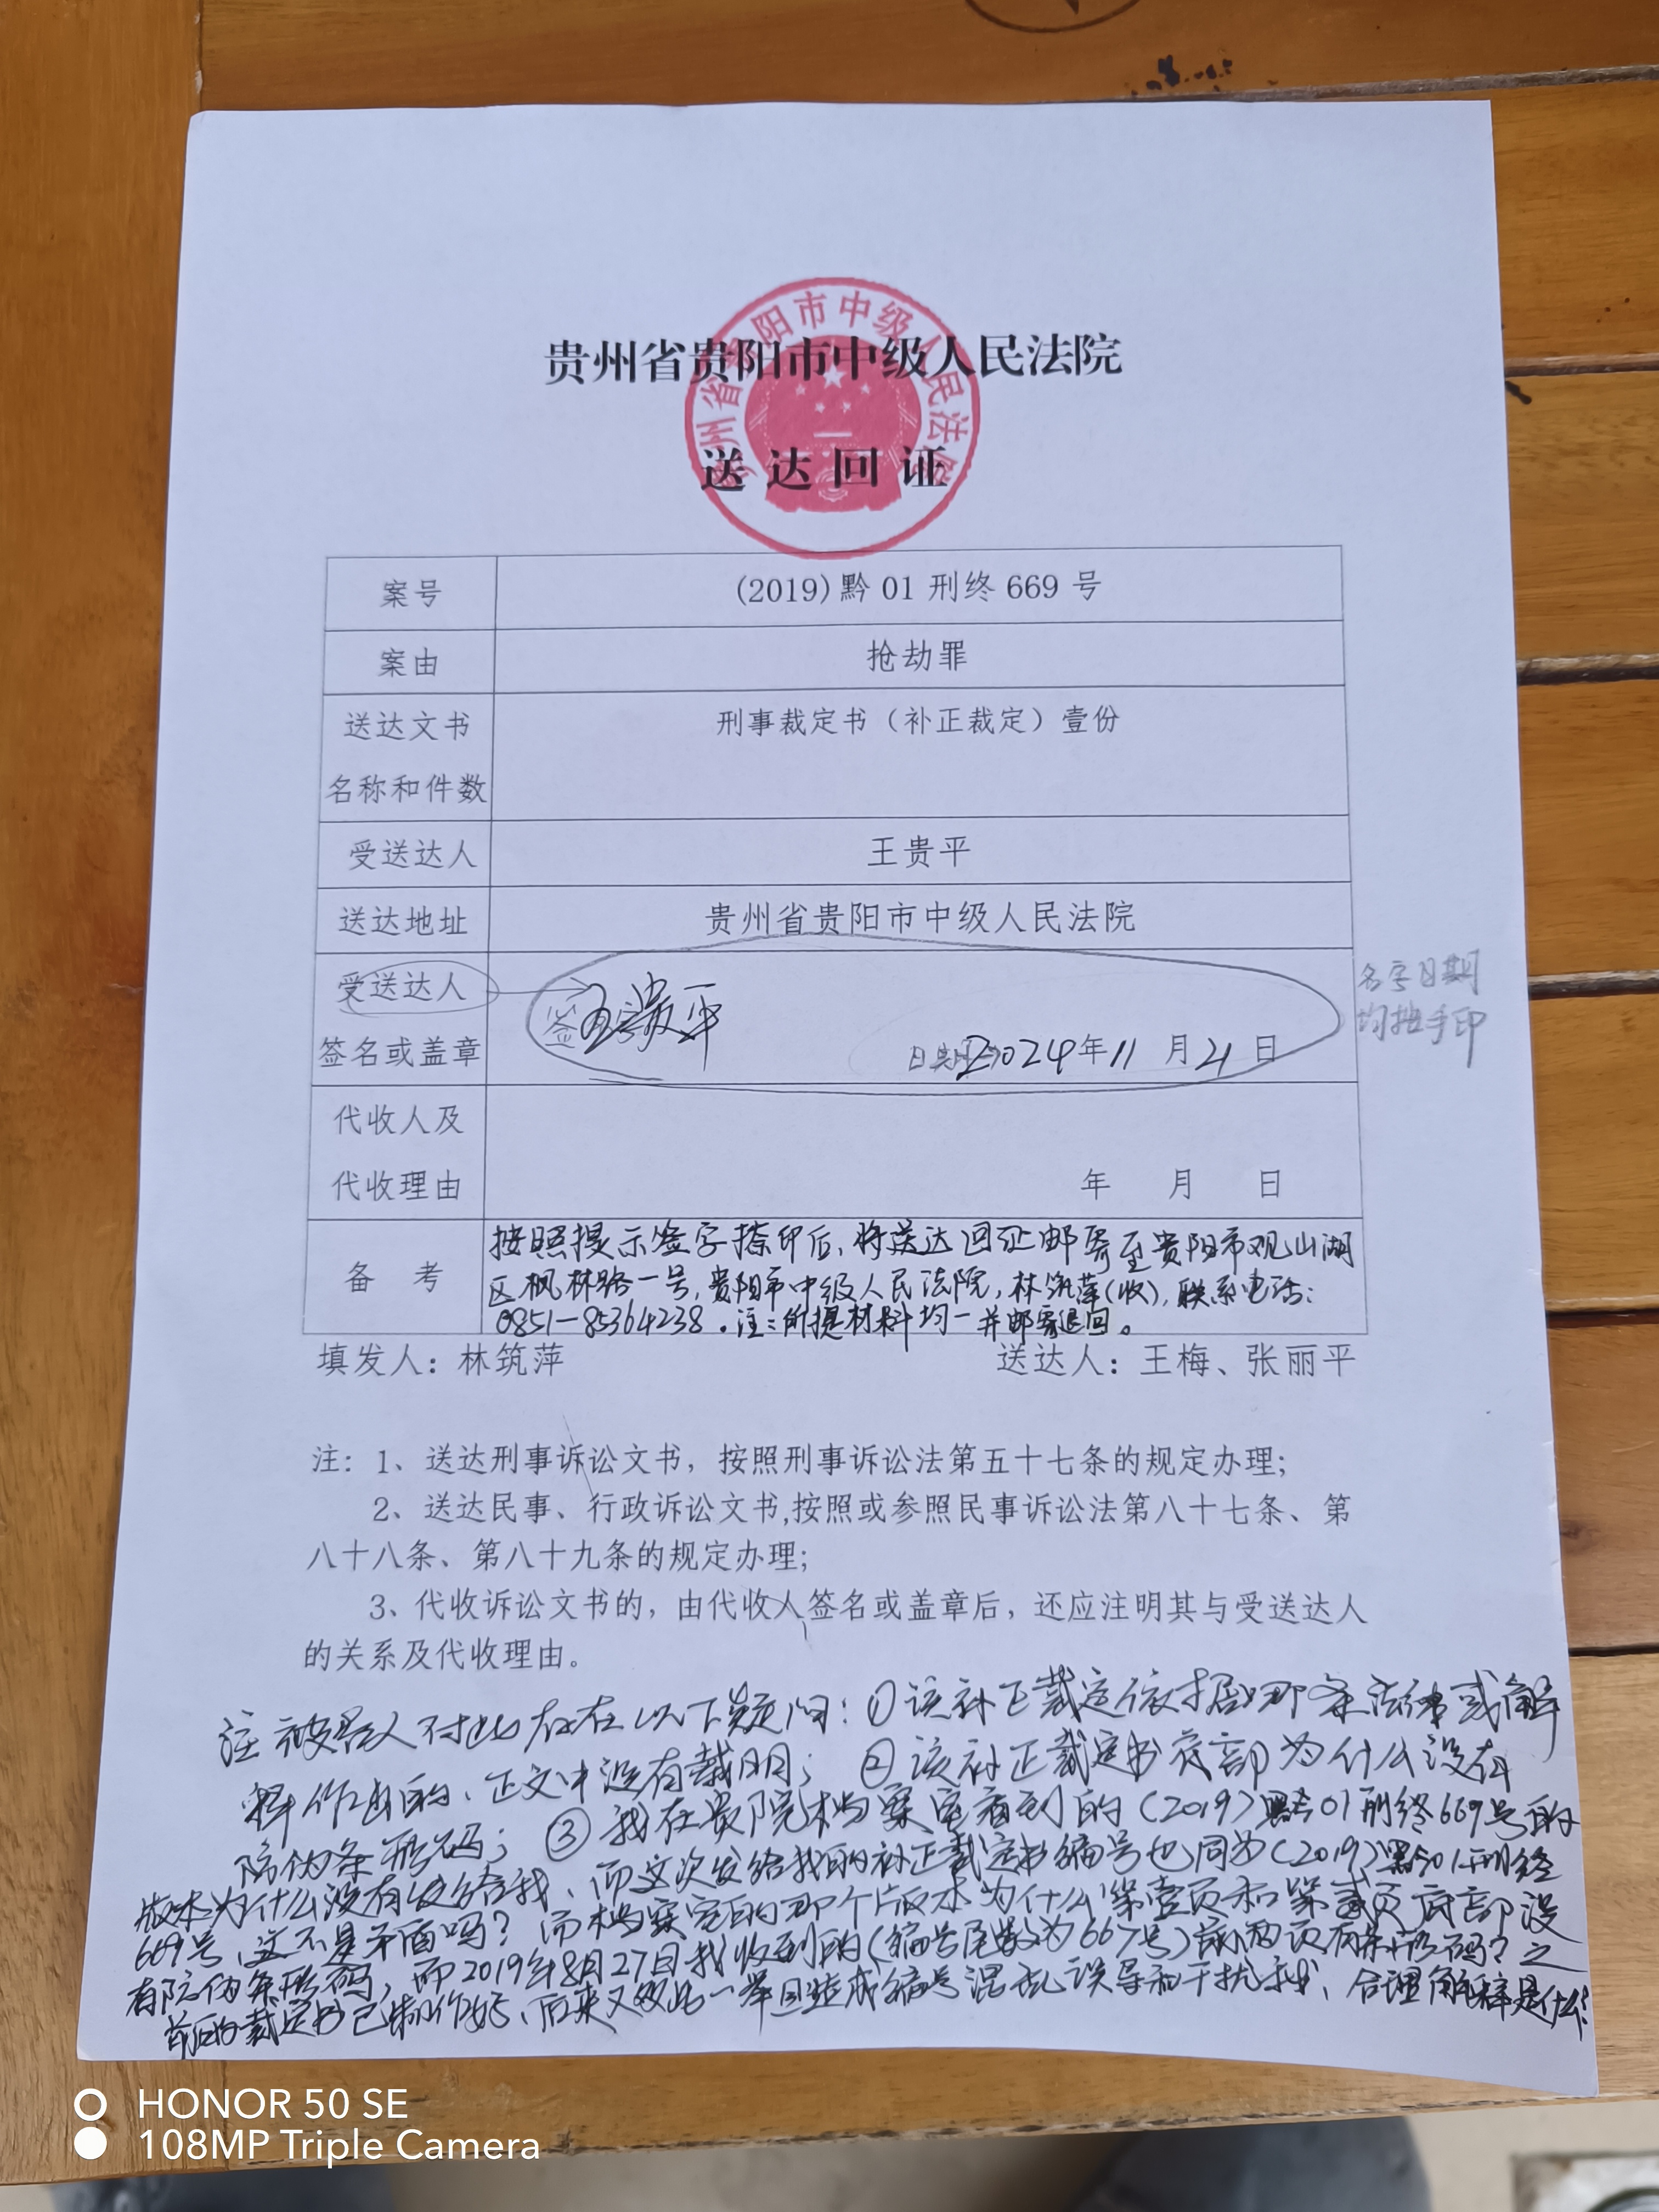 贵州省贵阳市中级人民法院
贵州省贵阳市中级人民法院
送达回证
案号 (2019)黔 01 刑终 669 号
案由 抢劫罪
送达文书 刑事裁定书（补正裁定）壹份
名称和件数
受送达人 王贵平
送达地址 贵州省贵阳市中级人民法院
受送达人 签字 王贵平
名字日期
均捺手印
签名或盖章 日期 2024年11月21日
代收人及
代收理由 年 月 日
按照提示签字捺印后，将送达回证邮寄至贵阳市观山湖
备 考 区枫林路一号，贵阳市中级人民法院，林筑萍(收)，联系电话：
0851-85364238。注：所提材料均一并邮寄退回。
填发人：林筑萍 送达人：王梅、张丽平
注：1、送达刑事诉讼文书，按照刑事诉讼法第五十七条的规定办理;
2、送达民事、行政诉讼文书,按照或参照民事诉讼法第八十七条、第
八十八条、第八十九条的规定办理;
3、代收诉讼文书的，由代收人签名或盖章后，还应注明其与受送达人
的关系及代收理由。
注 被告人对此存在以下疑问：①该补正裁定依据哪条法律或解
释作出的、正文中没有载明；②该补正裁定书底部为什么没有
防伪条形码；③我在贵院档案室看到的(2019)黔01刑终669号的
版本为什么没有发给我、而这次发给我的补正裁定书编号也同为(2019)黔01刑终
669号、这不是矛盾吗？而档案室的那个版本为什么第壹页和第贰页底部没
有防伪条形码，而2019年8月27日我收到的(编号尾数为667号)前两页有条形码？之
前的裁定书已制作好、后来又多此一举且造成编号混乱误导和干扰我、合理解释是什么？
HONOR 50 SE
108MP Triple Camera